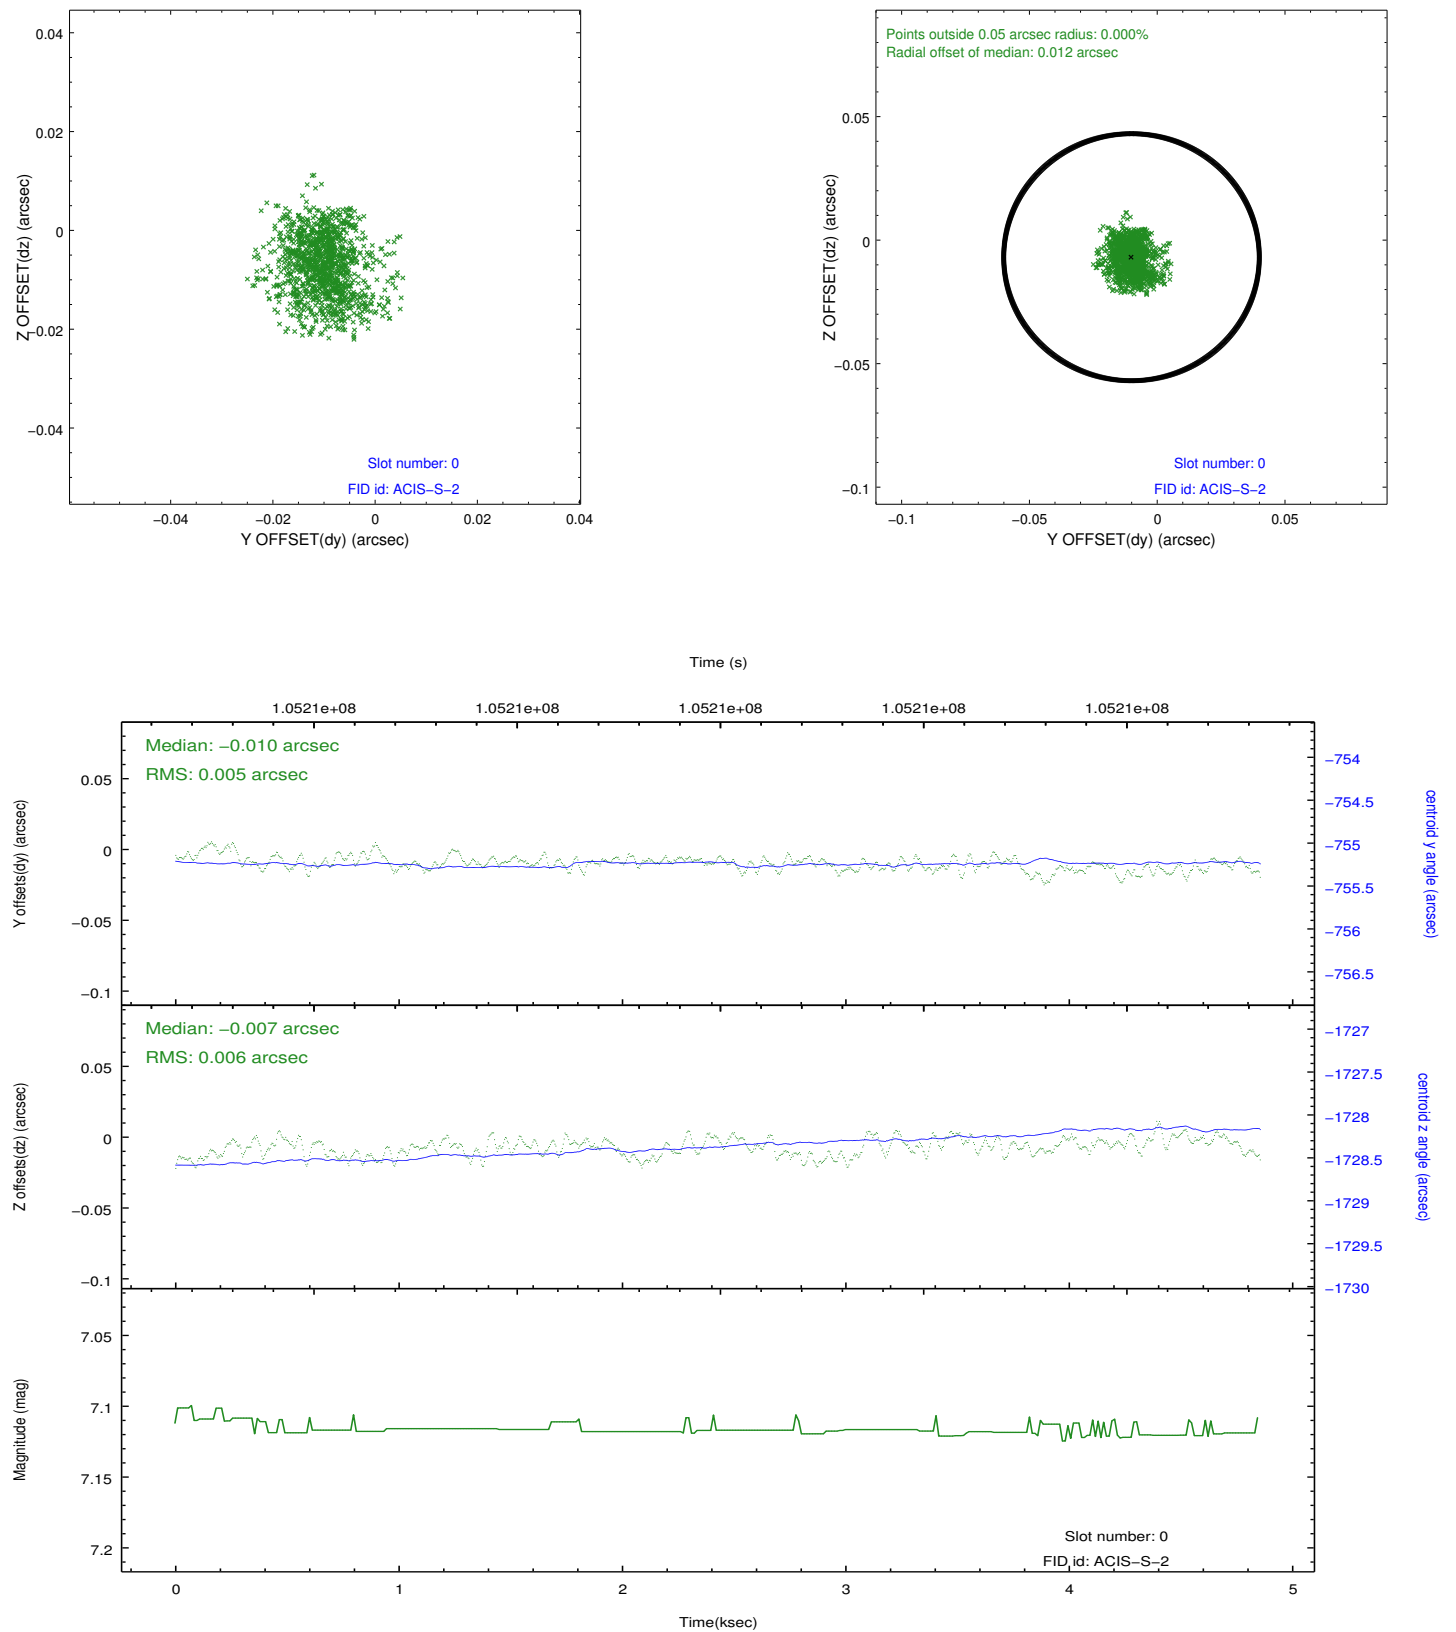 0.04
0.02
0
−0.02
−0.04
Z OFFSET(dz) (arcsec)
Slot number: 0
FID id: ACIS−S−2
−0.04
−0.02
0
0.02
0.04
Y OFFSET(dy) (arcsec)
Points outside 0.05 arcsec radius: 0.000%
Radial offset of median: 0.012 arcsec
0.05
0
−0.05
−0.1
Z OFFSET(dz) (arcsec)
Slot number: 0
FID id: ACIS−S−2
−0.1
−0.05
0
0.05
Y OFFSET(dy) (arcsec)
Time (s)
1.0521e+08
1.0521e+08
1.0521e+08
1.0521e+08
1.0521e+08
Median: −0.010 arcsec
RMS: 0.005 arcsec
0.05
0
−0.05
−0.1
Y offsets(dy) (arcsec)
−754
−754.5
−755
−755.5
−756
−756.5
centroid y angle (arcsec)
Median: −0.007 arcsec
RMS: 0.006 arcsec
0.05
0
−0.05
−0.1
Z offsets(dz) (arcsec)
−1727
−1727.5
−1728
−1728.5
−1729
−1729.5
−1730
centroid z angle (arcsec)
7.05
7.1
7.15
7.2
Magnitude (mag)
Slot number: 0
FID id: ACIS−S−2
0
1
2
3
4
5
Time(ksec)